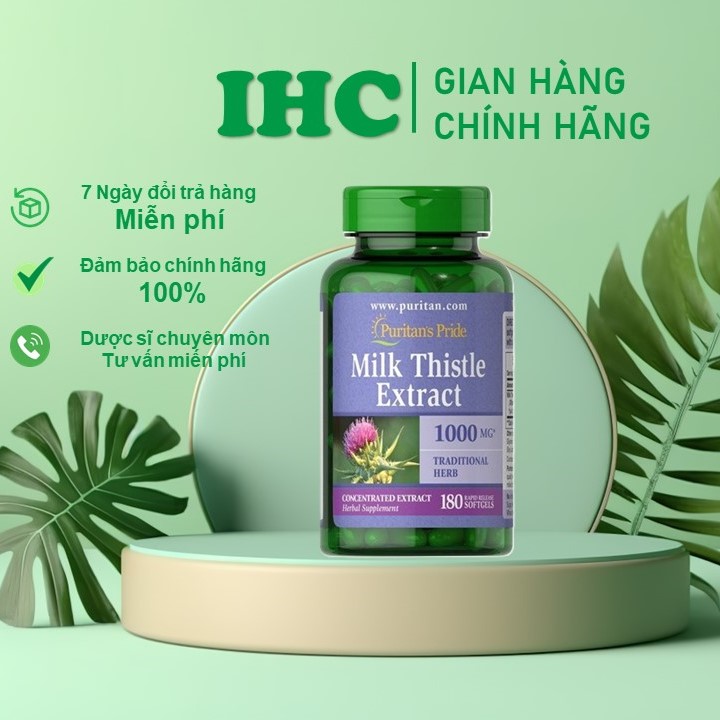 IHC
GIAN HÀNG
CHÍNH HÃNG
7 Ngày đổi trả hàng
Miễn phí
Đảm bảo chính hãng
100%
Dược sĩ chuyên môn
Tư vấn miễn phí
www.puritan.com
Puritan's Pride
Milk Thistle
Extract
1000 MG*
TRADITIONAL
HERB
CONCENTRATED EXTRACT
Herbal Supplement
180 RAPID RELEASE
SOFTGELS